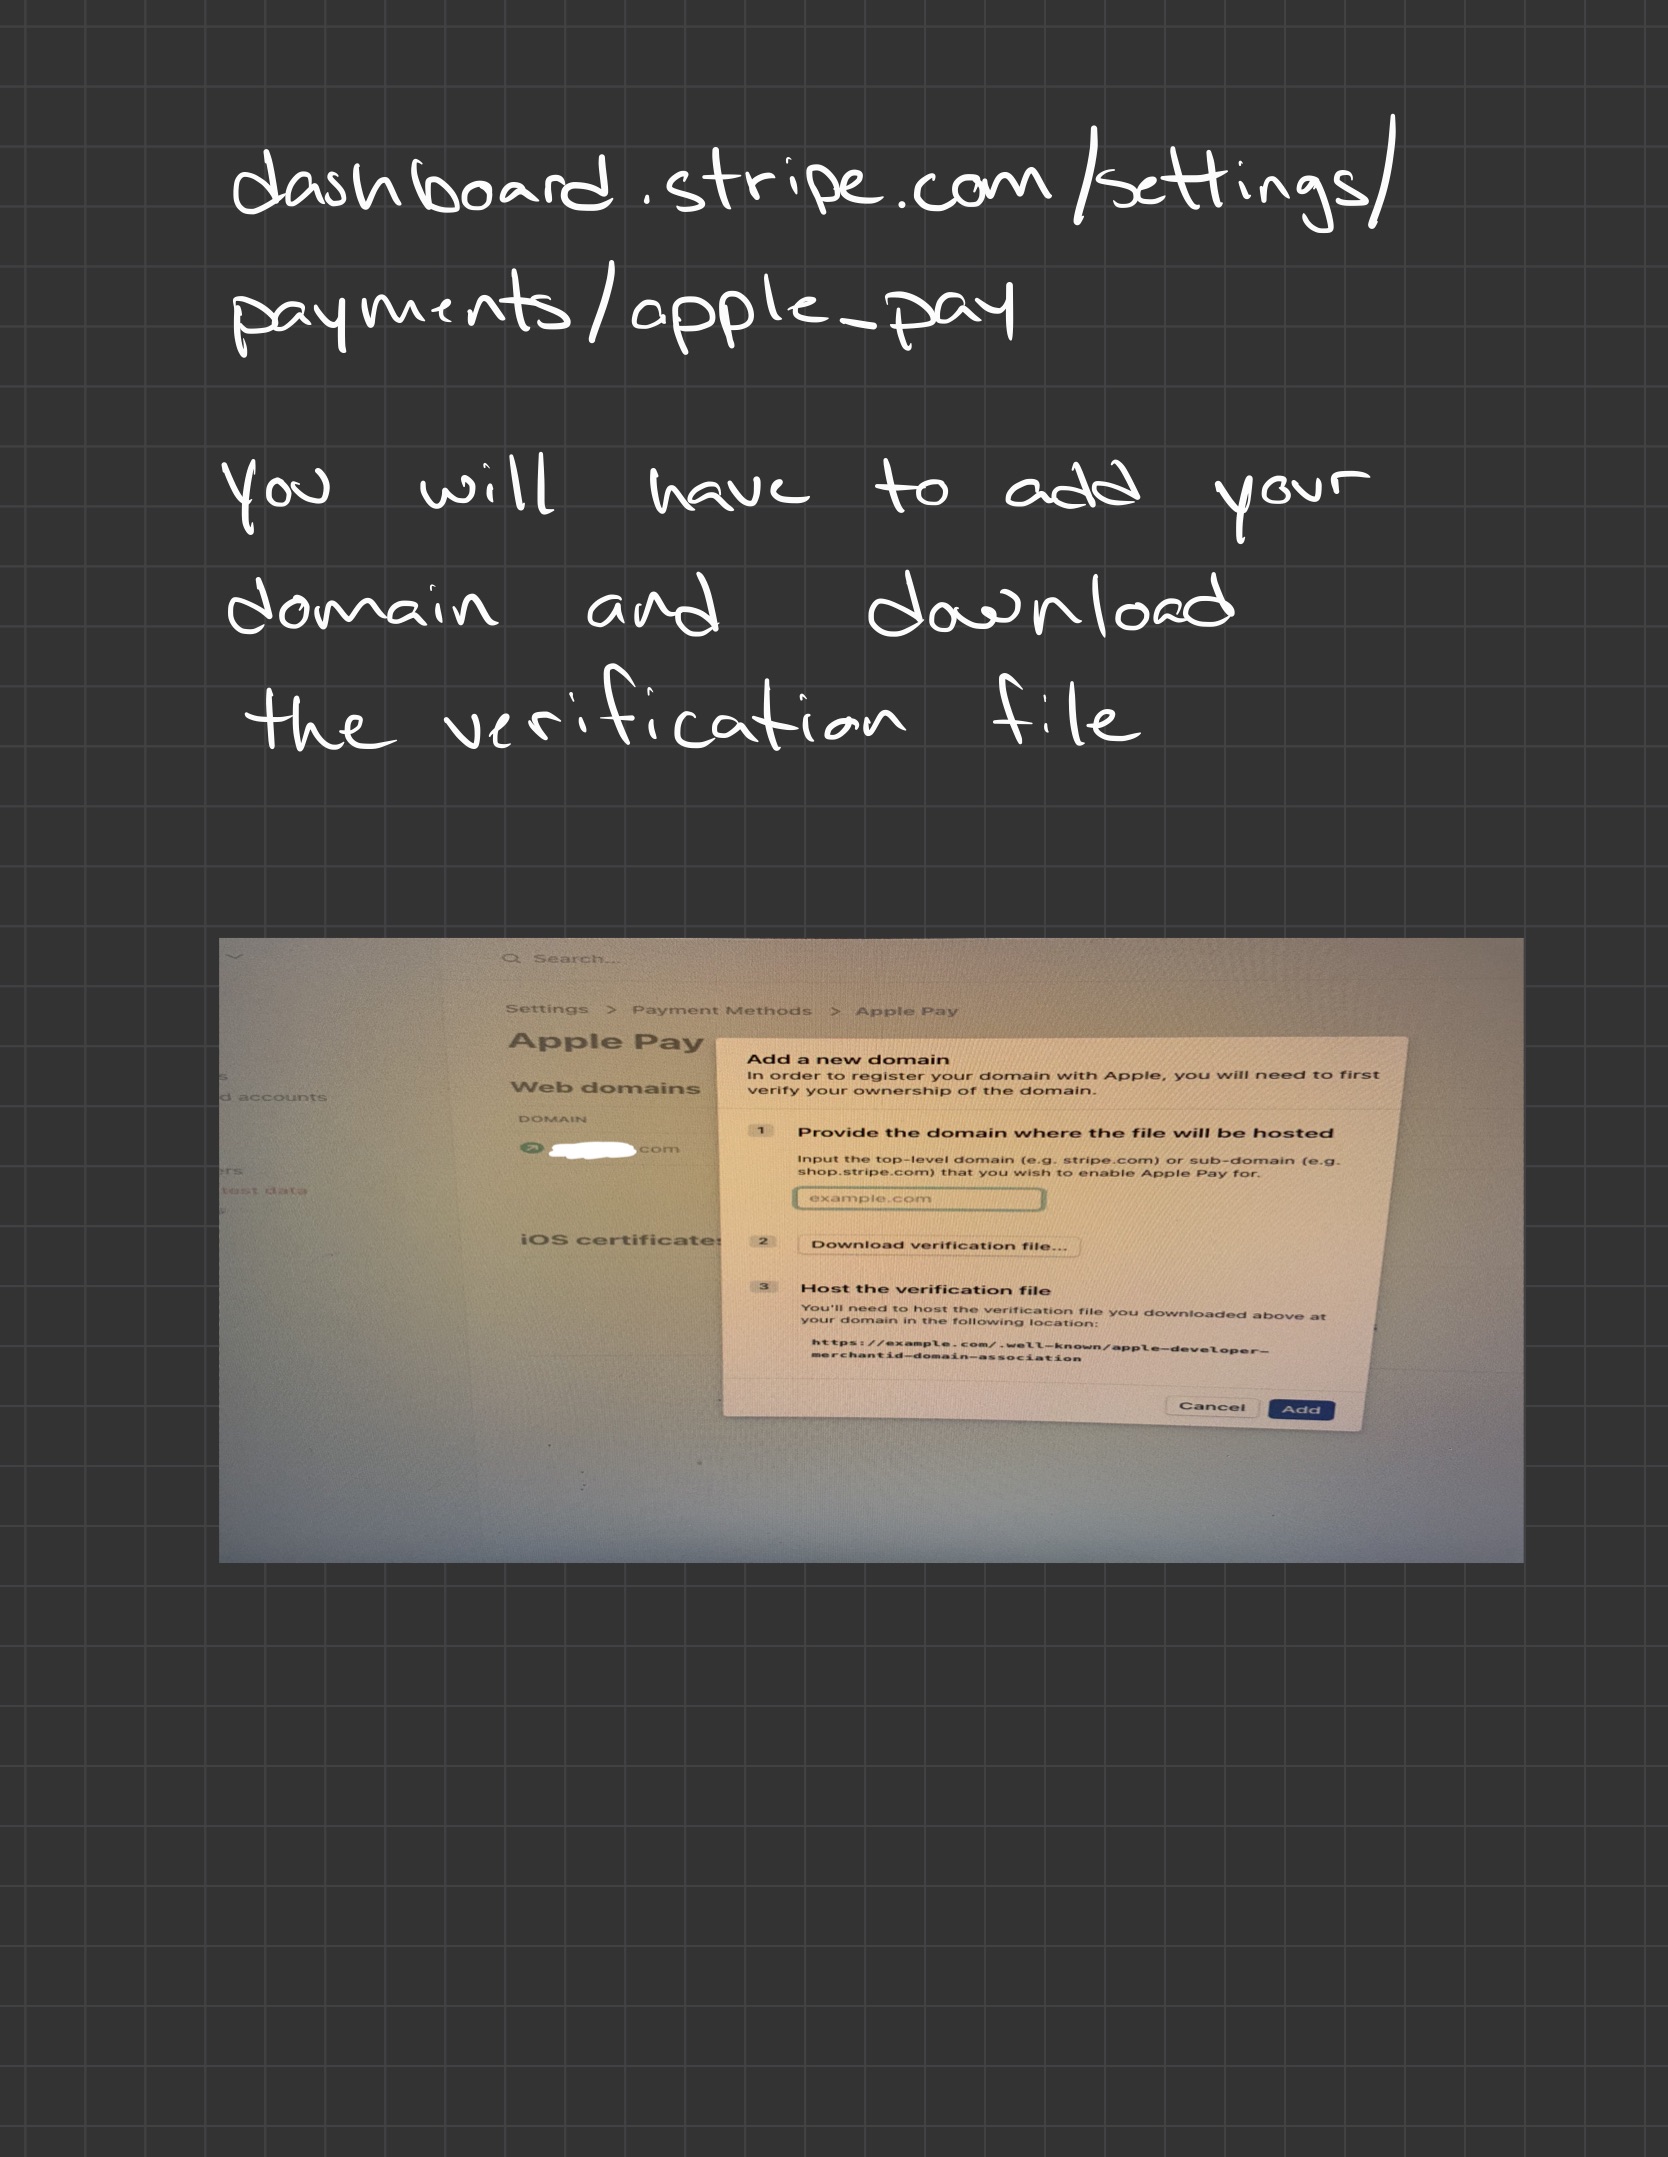 dashboard.stripe.com/settings/
payments/apple_pay
you will have to add your
domain and download
the verification file
Search...
Settings > Payment Methods > Apple Pay
Apple Pay
Web domains
DOMAIN
com
iOS certificates
d accounts
ers
test data
Add a new domain
In order to register your domain with Apple, you will need to first
verify your ownership of the domain.
1 Provide the domain where the file will be hosted
Input the top-level domain (e.g. stripe.com) or sub-domain (e.g.
shop.stripe.com) that you wish to enable Apple Pay for.
example.com
2 Download verification file...
3 Host the verification file
You'll need to host the verification file you downloaded above at
your domain in the following location:
https://example.com/.well-known/apple-developer-
merchantid-domain-association
Cancel Add